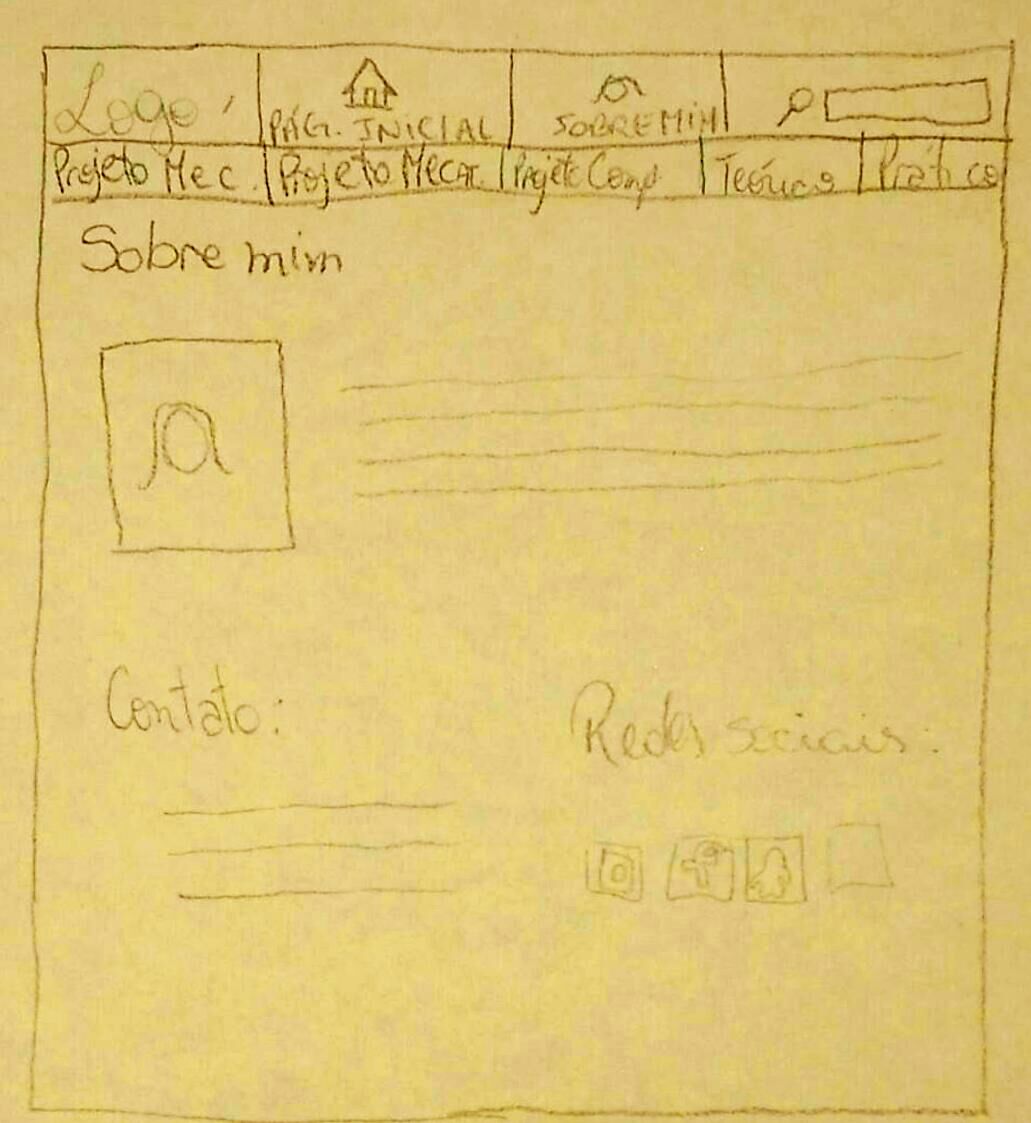 Logo
PÁG. INICIAL
SOBRE MIM
Projeto Mec.
Projeto Mecat.
Projeto Comp.
Teórico
Prático
Sobre mim
Contato:
Redes sociais: